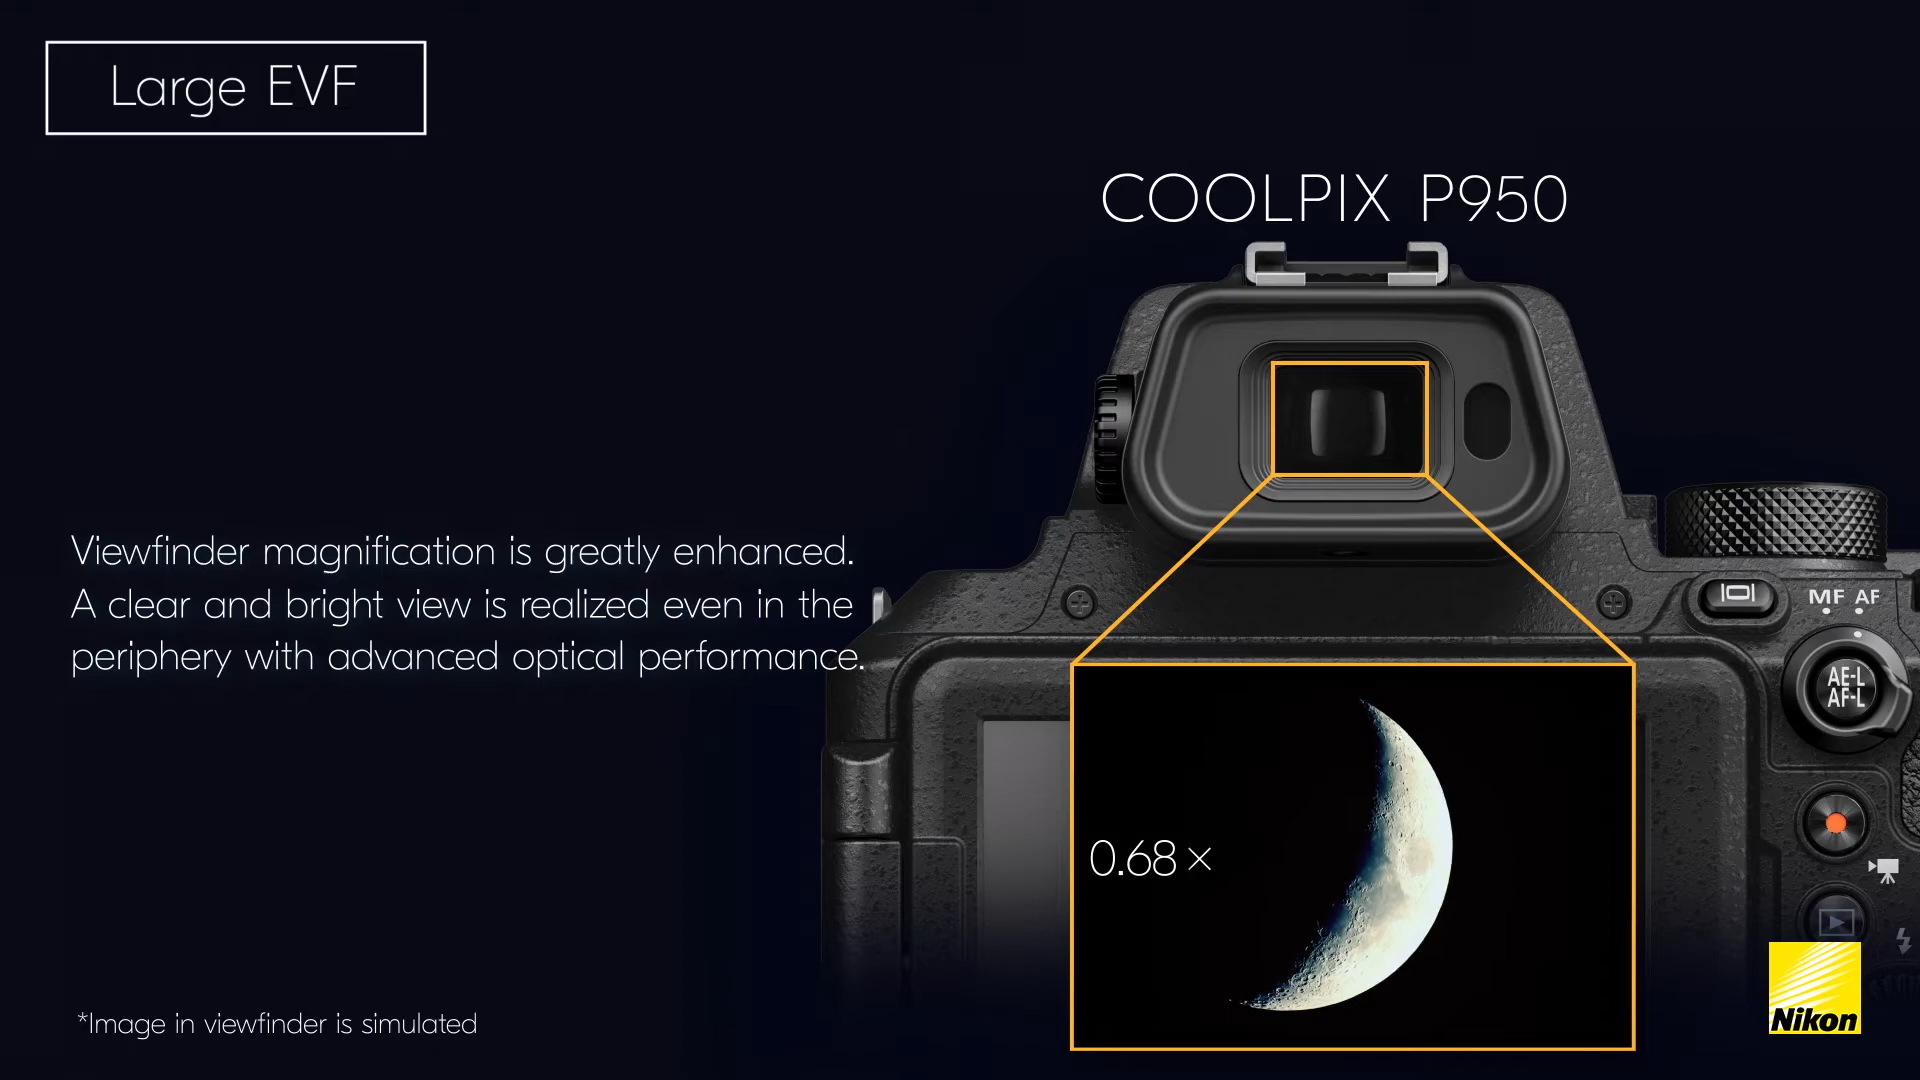 Large EVF
COOLPIX P950
Viewfinder magnification is greatly enhanced.
A clear and bright view is realized even in the
periphery with advanced optical performance.
MF AF
AE-L
AF-L
0.68×
*Image in viewfinder is simulated
Nikon